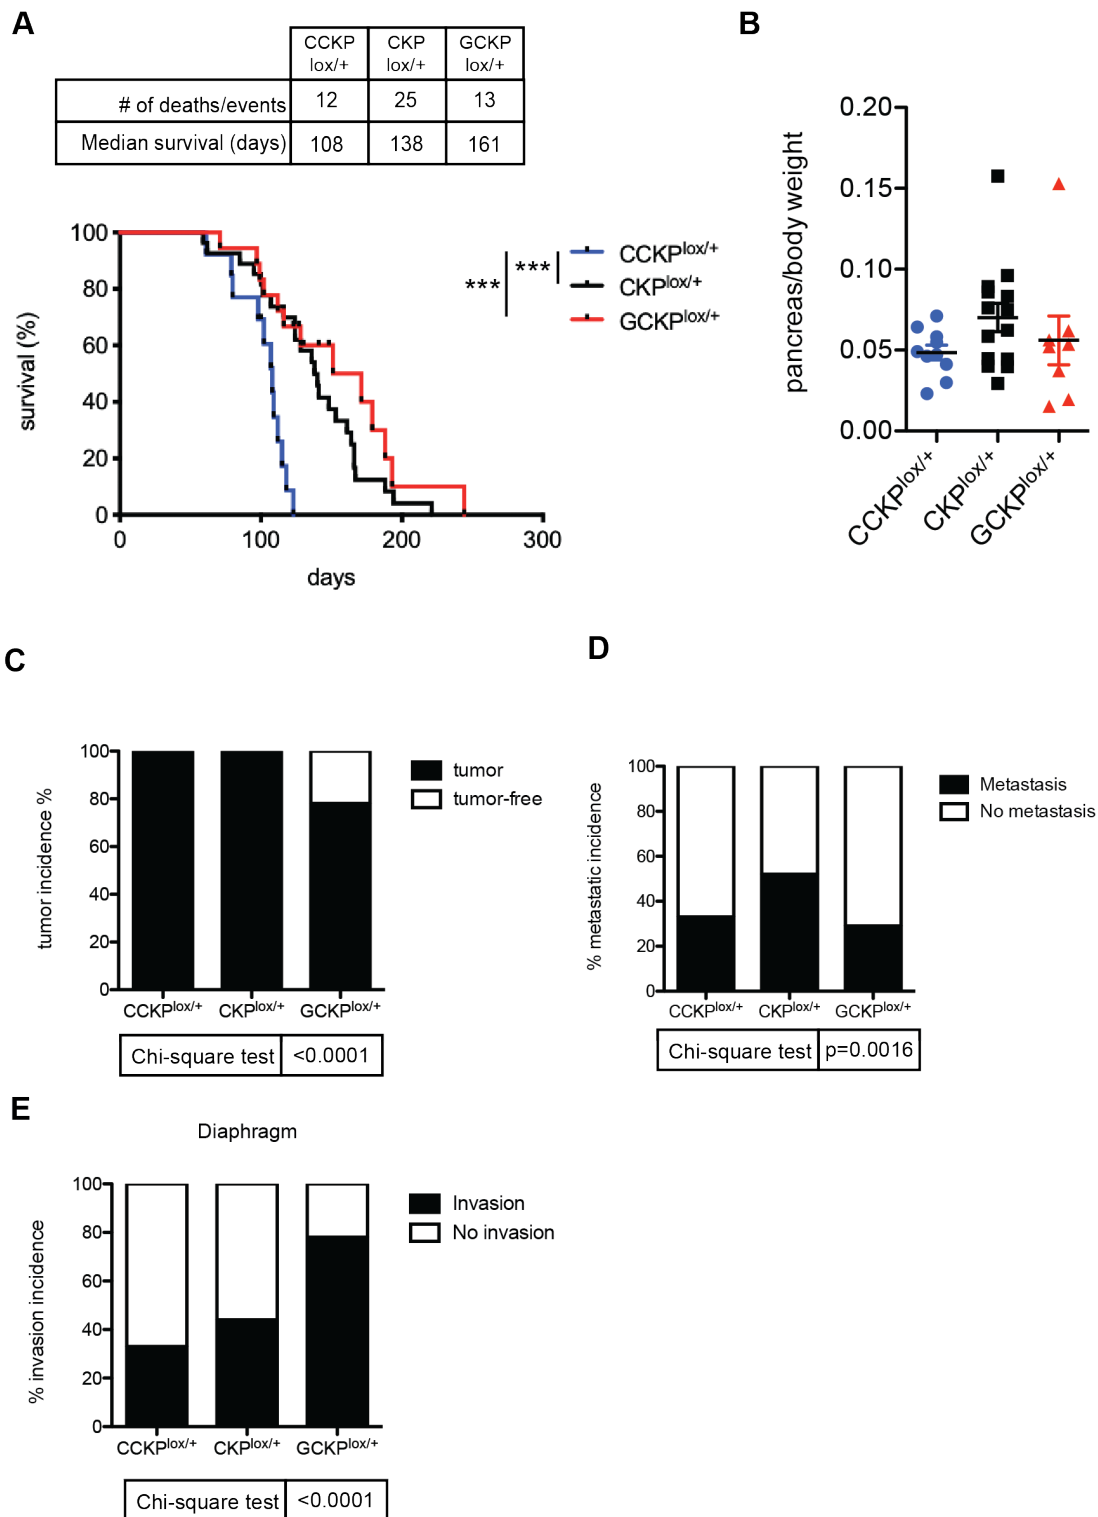 A
CCKP lox/+ CKP lox/+ GCKP lox/+
# of deaths/events 12 25 13
Median survival (days) 108 138 161
100
80
60
40
20
0
survival (%)
0 100 200 300
days
*** ***
CCKPlox/+
CKPlox/+
GCKPlox/+
B
0.20
0.15
0.10
0.05
0.00
pancreas/body weight
CCKPlox/+ CKPlox/+ GCKPlox/+
C
100
80
60
40
20
0
tumor incidence %
CCKPlox/+ CKPlox/+ GCKPlox/+
tumor
tumor-free
Chi-square test <0.0001
D
100
80
60
40
20
0
% metastatic incidence
CCKPlox/+ CKPlox/+ GCKPlox/+
Metastasis
No metastasis
Chi-square test p=0.0016
E
Diaphragm
100
80
60
40
20
0
% invasion incidence
CCKPlox/+ CKPlox/+ GCKPlox/+
Invasion
No invasion
Chi-square test <0.0001